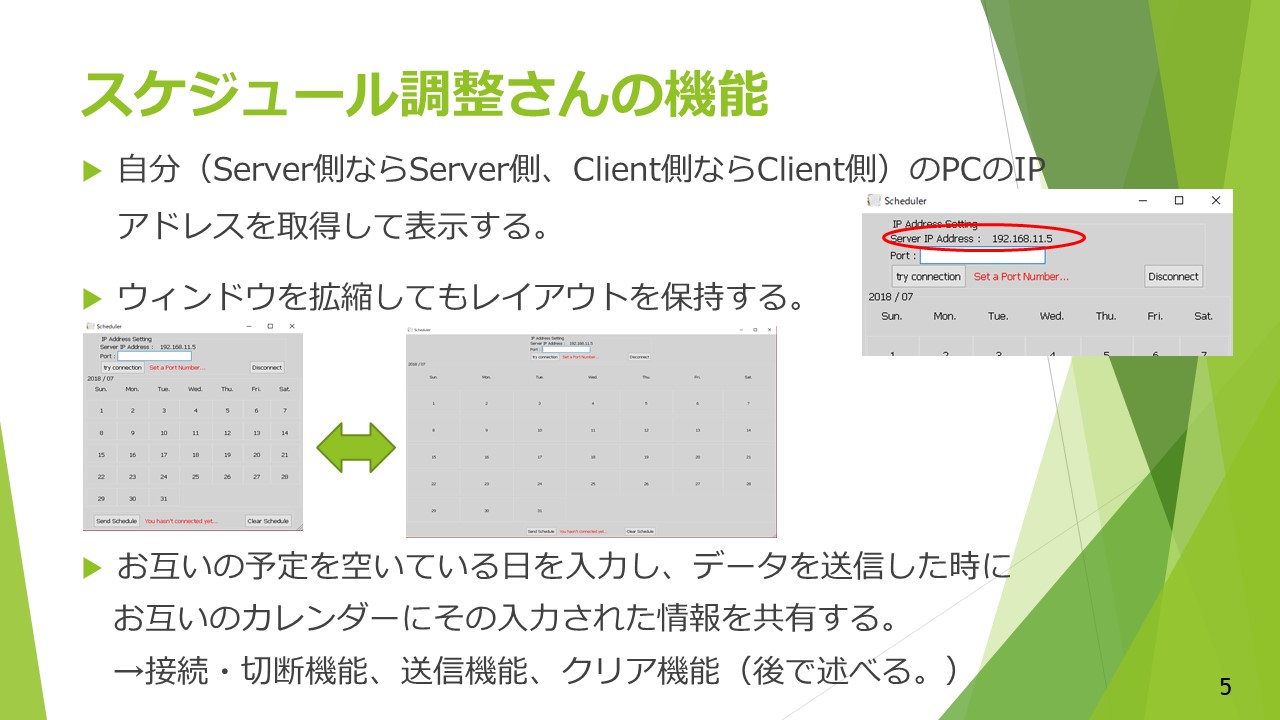 スケジュール調整さんの機能
自分（Server側ならServer側、Client側ならClient側）のPCのIP
アドレスを取得して表示する。
Scheduler
IP Address Setting
Server IP Address : 192.168.11.5
Port :
try connection Set a Port Number... Disconnect
2018 / 07
Sun. Mon. Tue. Wed. Thu. Fri. Sat.
1 2 3 4 5 6 7
ウィンドウを拡縮してもレイアウトを保持する。
Scheduler
IP Address Setting
Server IP Address : 192.168.11.5
Port :
try connection Set a Port Number... Disconnect
2018 / 07
Sun. Mon. Tue. Wed. Thu. Fri. Sat.
1 2 3 4 5 6 7
8 9 10 11 12 13 14
15 16 17 18 19 20 21
22 23 24 25 26 27 28
29 30 31
Send Schedule You hasn't connected yet... Clear Schedule
Scheduler
IP Address Setting
Server IP Address : 192.168.11.5
Port :
try connection Set a Port Number... Disconnect
2018 / 07
Sun. Mon. Tue. Wed. Thu. Fri. Sat.
1 2 3 4 5 6 7
8 9 10 11 12 13 14
15 16 17 18 19 20 21
22 23 24 25 26 27 28
29 30 31
Send Schedule You hasn't connected yet... Clear Schedule
お互いの予定を空いている日を入力し、データを送信した時に
お互いのカレンダーにその入力された情報を共有する。
→接続・切断機能、送信機能、クリア機能（後で述べる。）
5